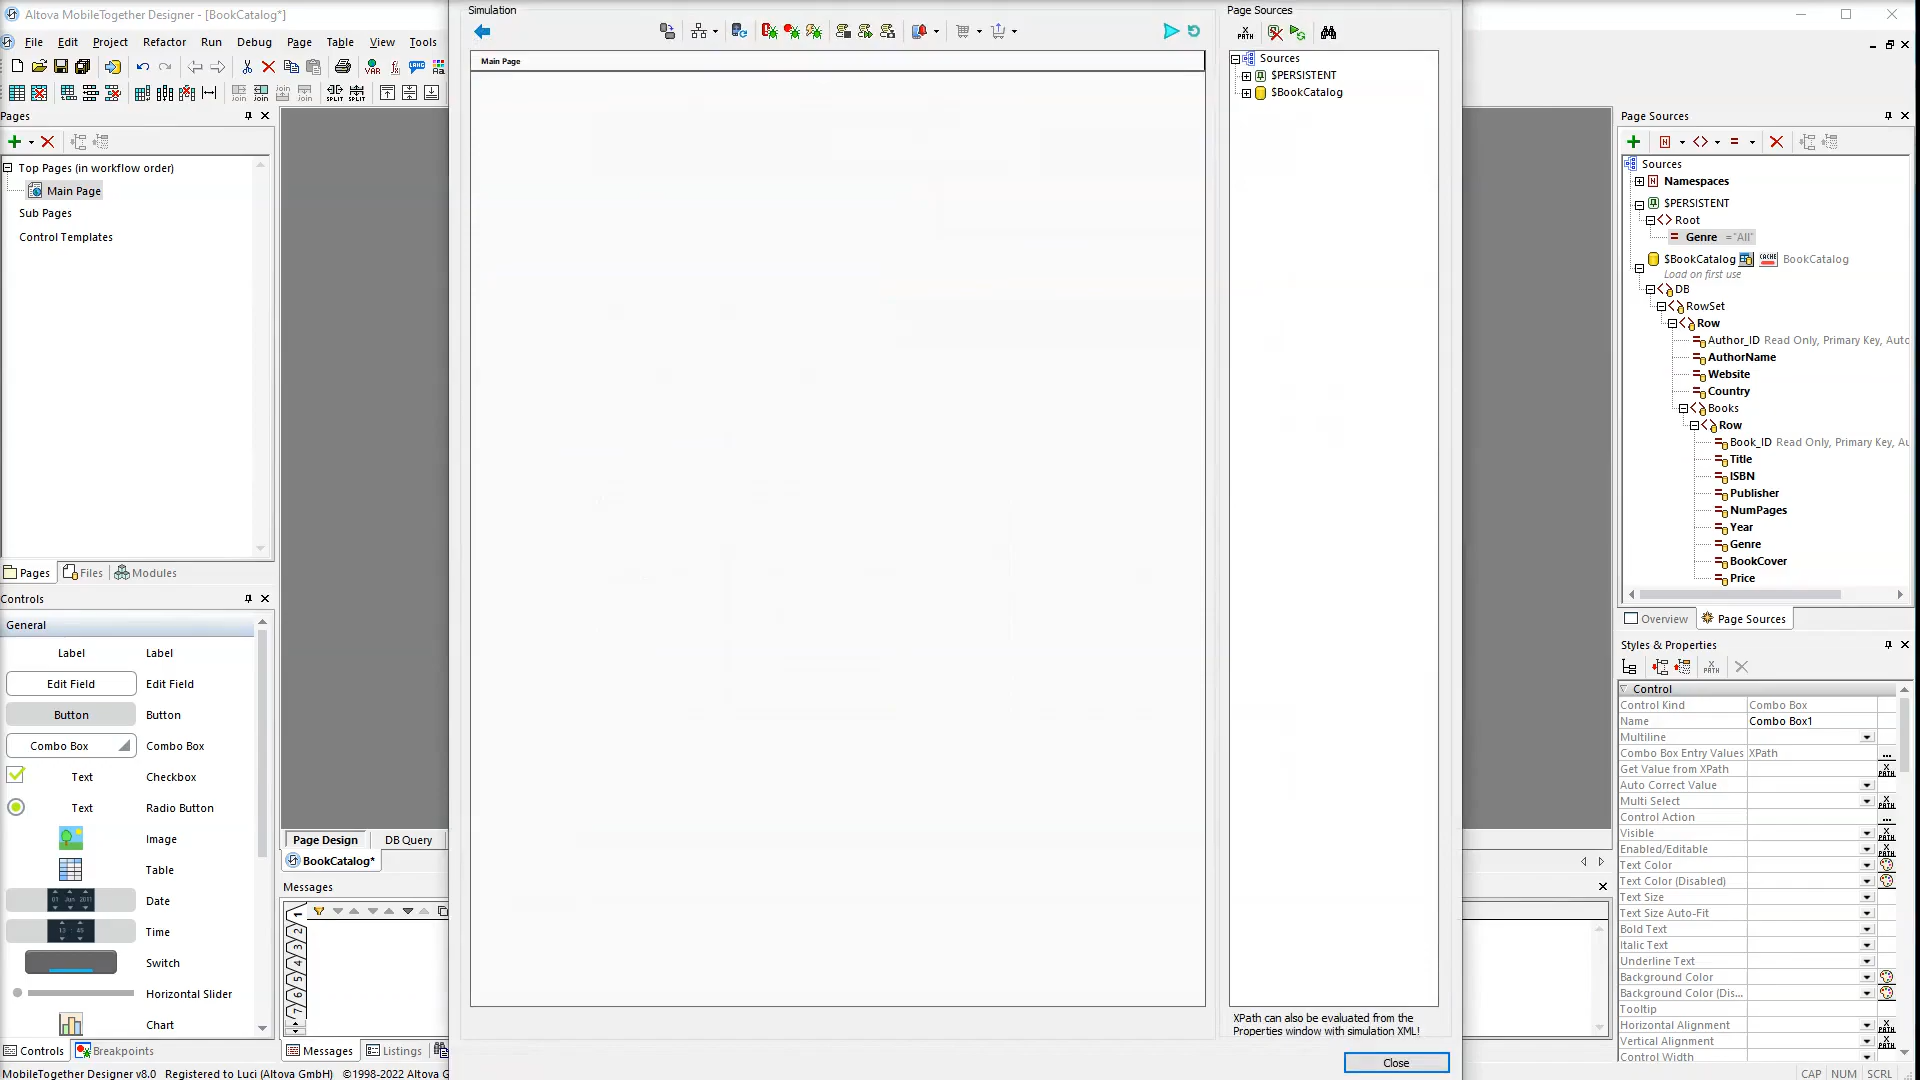 Altova MobileTogether Designer - [BookCatalog*]
File Edit Project Refactor Run Debug Page Table View Tools
Pages
Top Pages (in workflow order)
Main Page
Sub Pages
Control Templates
Pages Files Modules
Controls
General
Label Label
Edit Field Edit Field
Button Button
Combo Box Combo Box
Text Checkbox
Text Radio Button
Image
Table
Date
Time
Switch
Horizontal Slider
Chart
Controls Breakpoints
MobileTogether Designer v8.0 Registered to Luci (Altova GmbH) ©1998-2022 Altova G
Page Design DB Query
BookCatalog*
Messages
1
2
3
4
5
6
7
Messages Listings
Simulation
Main Page
Page Sources
XPATH
Sources
$PERSISTENT
$BookCatalog
XPath can also be evaluated from the
Properties window with simulation XML!
Close
Page Sources
Sources
Namespaces
$PERSISTENT
Root
Genre ="All"
$BookCatalog CACHE BookCatalog
Load on first use
DB
RowSet
Row
Author_ID Read Only, Primary Key, Auto
AuthorName
Website
Country
Books
Row
Book_ID Read Only, Primary Key, Au
Title
ISBN
Publisher
NumPages
Year
Genre
BookCover
Price
Overview Page Sources
Styles & Properties
Control
Control Kind Combo Box
Name Combo Box1
Multiline
Combo Box Entry Values XPath ...
Get Value from XPath
Auto Correct Value
Multi Select
Control Action ...
Visible
Enabled/Editable
Text Color
Text Color (Disabled)
Text Size
Text Size Auto-Fit
Bold Text
Italic Text
Underline Text
Background Color
Background Color (Dis...
Tooltip
Horizontal Alignment
Vertical Alignment
Control Width
CAP NUM SCRL